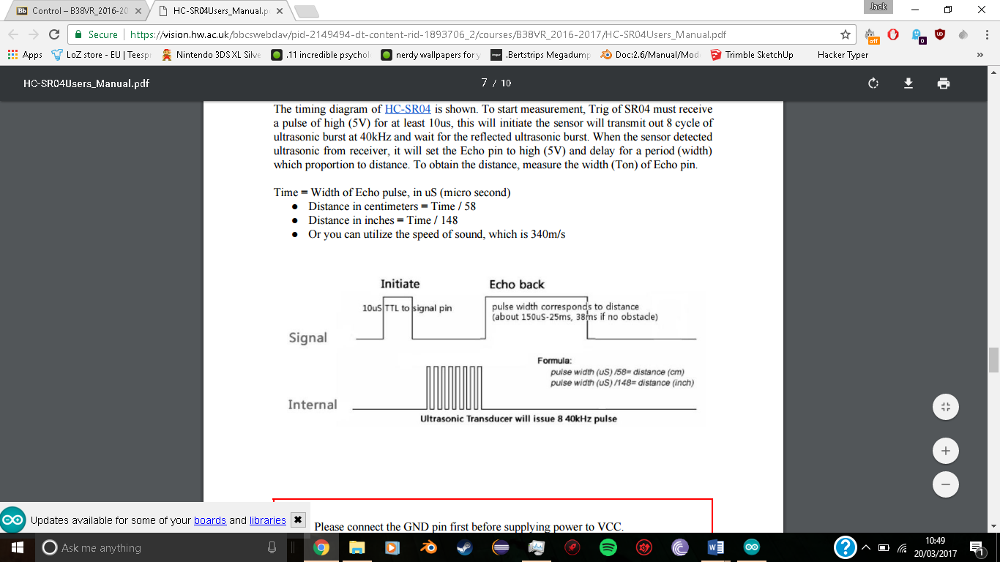 Bb Control – B38VR_2016-20
HC-SR04Users_Manual.p
Jack
Secure https://vision.hw.ac.uk/bbcswebdav/pid-2149494-dt-content-rid-1893706_2/courses/B38VR_2016-2017/HC-SR04Users_Manual.pdf
off
0
Apps LoZ store - EU | Teesp Nintendo 3DS XL Silve .11 incredible psychol nerdy wallpapers for y .Bertstrips Megadump Doc:2.6/Manual/Mod Trimble SketchUp Hacker Typer »
HC-SR04Users_Manual.pdf 7 / 10
The timing diagram of HC-SR04 is shown. To start measurement, Trig of SR04 must receive
a pulse of high (5V) for at least 10us, this will initiate the sensor will transmit out 8 cycle of
ultrasonic burst at 40kHz and wait for the reflected ultrasonic burst. When the sensor detected
ultrasonic from receiver, it will set the Echo pin to high (5V) and delay for a period (width)
which proportion to distance. To obtain the distance, measure the width (Ton) of Echo pin.
Time = Width of Echo pulse, in uS (micro second)
● Distance in centimeters = Time / 58
● Distance in inches = Time / 148
● Or you can utilize the speed of sound, which is 340m/s
Initiate Echo back
10uS TTL to signal pin
pulse width corresponds to distance
(about 150uS-25ms, 38ms if no obstacle)
Signal
Formula:
pulse width (uS) /58= distance (cm)
pulse width (uS) /148= distance (inch)
Internal
Ultrasonic Transducer will issue 8 40kHz pulse
Please connect the GND pin first before supplying power to VCC.
Updates available for some of your boards and libraries
Ask me anything
10:49
20/03/2017
1